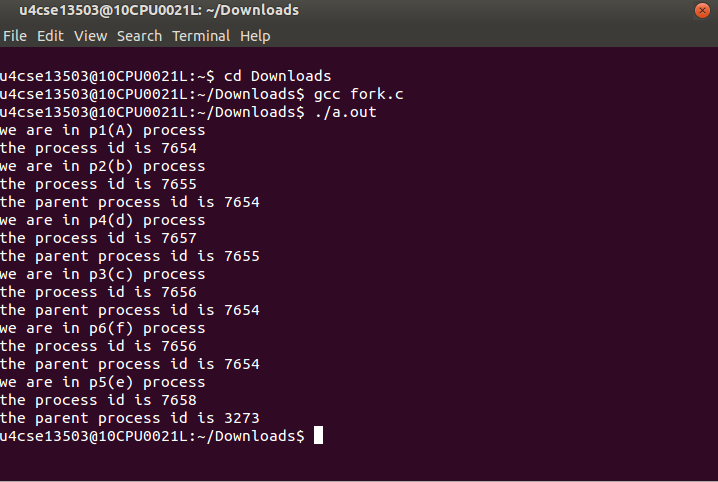 u4cse13503@10CPU0021L: ~/Downloads
File Edit View Search Terminal Help
u4cse13503@10CPU0021L:~$ cd Downloads
u4cse13503@10CPU0021L:~/Downloads$ gcc fork.c
u4cse13503@10CPU0021L:~/Downloads$ ./a.out
we are in p1(A) process
the process id is 7654
we are in p2(b) process
the process id is 7655
the parent process id is 7654
we are in p4(d) process
the process id is 7657
the parent process id is 7655
we are in p3(c) process
the process id is 7656
the parent process id is 7654
we are in p6(f) process
the process id is 7656
the parent process id is 7654
we are in p5(e) process
the process id is 7658
the parent process id is 3273
u4cse13503@10CPU0021L:~/Downloads$